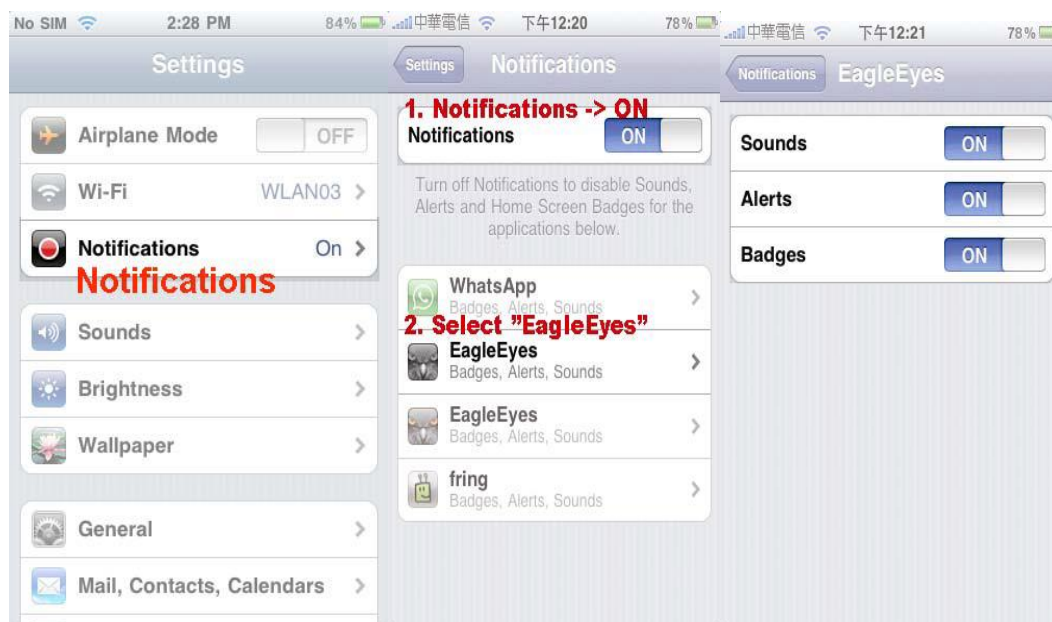 No SIM 2:28 PM 84%
Settings
Airplane Mode OFF
Wi-Fi WLAN03
Notifications On
Notifications
Sounds
Brightness
Wallpaper
General
Mail, Contacts, Calendars
中華電信 下午12:20 78%
Settings Notifications
1. Notifications -> ON
Notifications ON
Turn off Notifications to disable Sounds,
Alerts and Home Screen Badges for the
applications below.
WhatsApp
Badges, Alerts, Sounds
2. Select "EagleEyes"
EagleEyes
Badges, Alerts, Sounds
EagleEyes
Badges, Alerts, Sounds
fring
Badges, Alerts, Sounds
中華電信 下午12:21 78%
Notifications EagleEyes
Sounds ON
Alerts ON
Badges ON